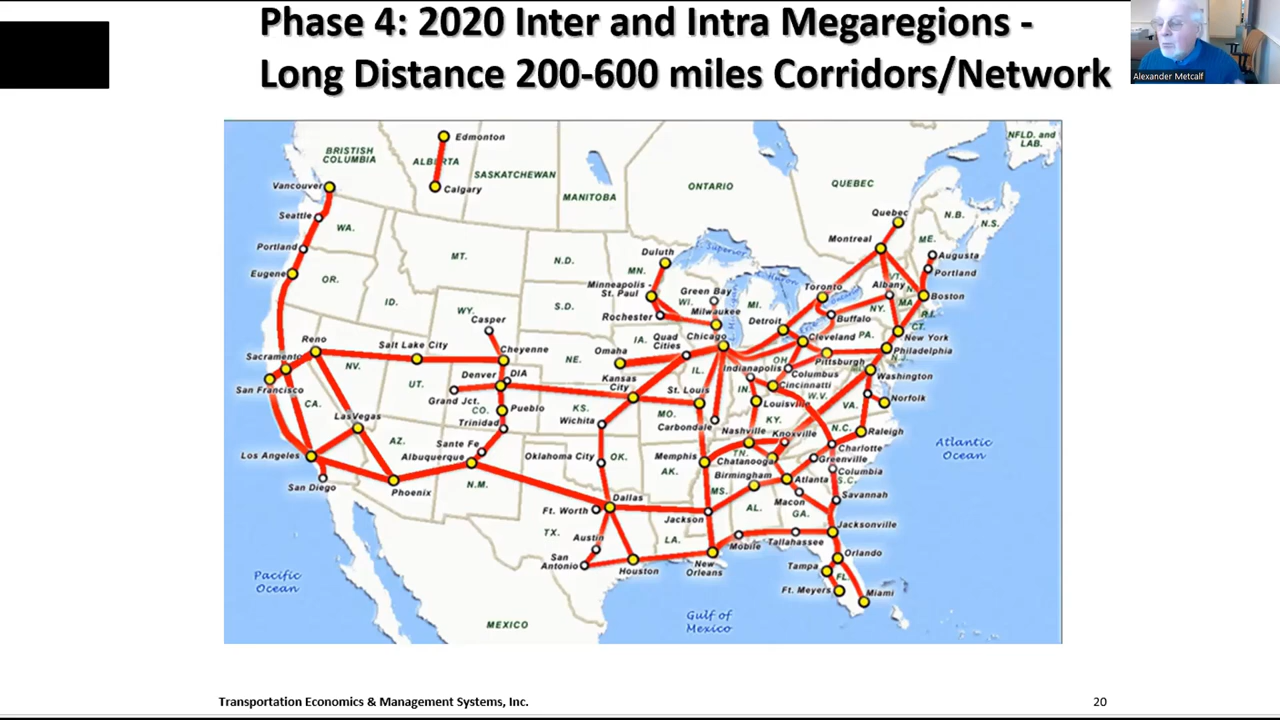 Phase 4: 2020 Inter and Intra Megaregions -
Long Distance 200-600 miles Corridors/Network
Alexander Metcalf
Edmonton
BRISTISH
COLUMBIA
ALBERTA
SASKATCHEWAN
MANITOBA
ONTARIO
QUEBEC
NFLD. and
LAB.
Vancouver
Calgary
Seattle
WA.
Portland
Eugene
OR.
MT.
ID.
N.D.
S.D.
WY.
MN.
Duluth
L. Superior
Minneapolis -
St. Paul
Rochester
Green Bay
WI.
Milwaukee
MI.
L. Huron
Quebec
Montreal
N.B.
N.S.
ME.
Augusta
Portland
VT.
Albany
MA
Boston
R.I.
CT.
NY.
Toronto
Buffalo
Detroit
Cleveland
PA.
New York
Philadelphia
N.J.
Pittsburgh
Washington
Casper
Reno
Salt Lake City
Cheyenne
Sacramento
San Francisco
NV.
UT.
Denver
DIA
Grand Jct.
CO.
Pueblo
Trinidad
NE.
Omaha
IA.
Quad
Cities
Chicago
IL.
Indianapolis
IN.
OH
Columbus
Cincinnati
W.V.
VA.
Norfolk
Louisville
KY.
CA.
LasVegas
AZ.
Sante Fe
Albuquerque
N.M.
KS.
Wichita
Kansas
City
MO.
St. Louis
Carbondale
Nashville
Knoxville
TN.
Chatanooga
N.C.
Raleigh
Charlotte
Greenville
Columbia
S.C.
Los Angeles
San Diego
Phoenix
Oklahoma City
OK.
Memphis
AK.
Birmingham
Atlanta
Macon
GA.
Savannah
Dallas
Ft. Worth
TX.
Austin
San
Antonio
Houston
LA.
Jackson
MS.
AL.
New
Orleans
Mobile
Tallahassee
Jacksonville
Orlando
Tampa
FL.
Ft. Meyers
Miami
Pacific
Ocean
Atlantic
Ocean
Gulf of
Mexico
MEXICO
Transportation Economics & Management Systems, Inc.
20